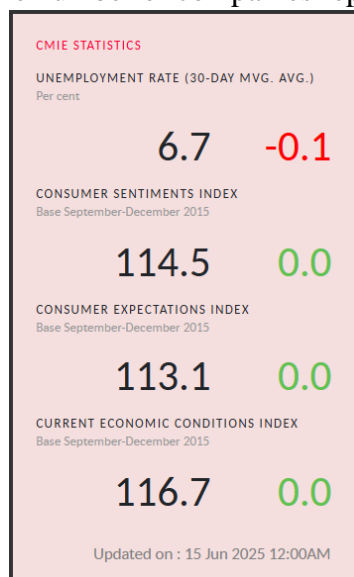 CMIE STATISTICS
UNEMPLOYMENT RATE (30-DAY MVG. AVG.)
Per cent
6.7 -0.1
CONSUMER SENTIMENTS INDEX
Base September-December 2015
114.5 0.0
CONSUMER EXPECTATIONS INDEX
Base September-December 2015
113.1 0.0
CURRENT ECONOMIC CONDITIONS INDEX
Base September-December 2015
116.7 0.0
Updated on : 15 Jun 2025 12:00AM